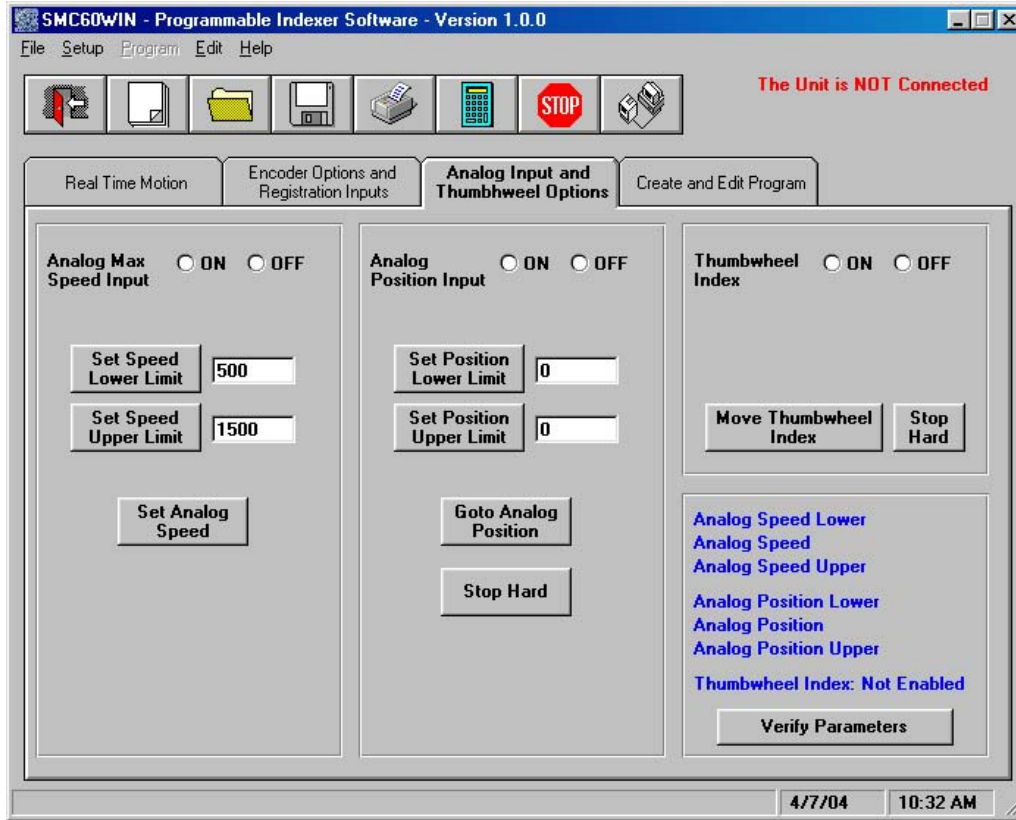 SMC60WIN - Programmable Indexer Software - Version 1.0.0
File Setup Program Edit Help
STOP
The Unit is NOT Connected
Real Time Motion
Encoder Options and
Registration Inputs
Analog Input and
Thumbhweel Options
Create and Edit Program
Analog Max
Speed Input
ON OFF
Set Speed
Lower Limit
500
Set Speed
Upper Limit
1500
Set Analog
Speed
Analog
Position Input
ON OFF
Set Position
Lower Limit
0
Set Position
Upper Limit
0
Goto Analog
Position
Stop Hard
Thumbwheel
Index
ON OFF
Move Thumbwheel
Index
Stop
Hard
Analog Speed Lower
Analog Speed
Analog Speed Upper
Analog Position Lower
Analog Position
Analog Position Upper
Thumbwheel Index: Not Enabled
Verify Parameters
4/7/04
10:32 AM